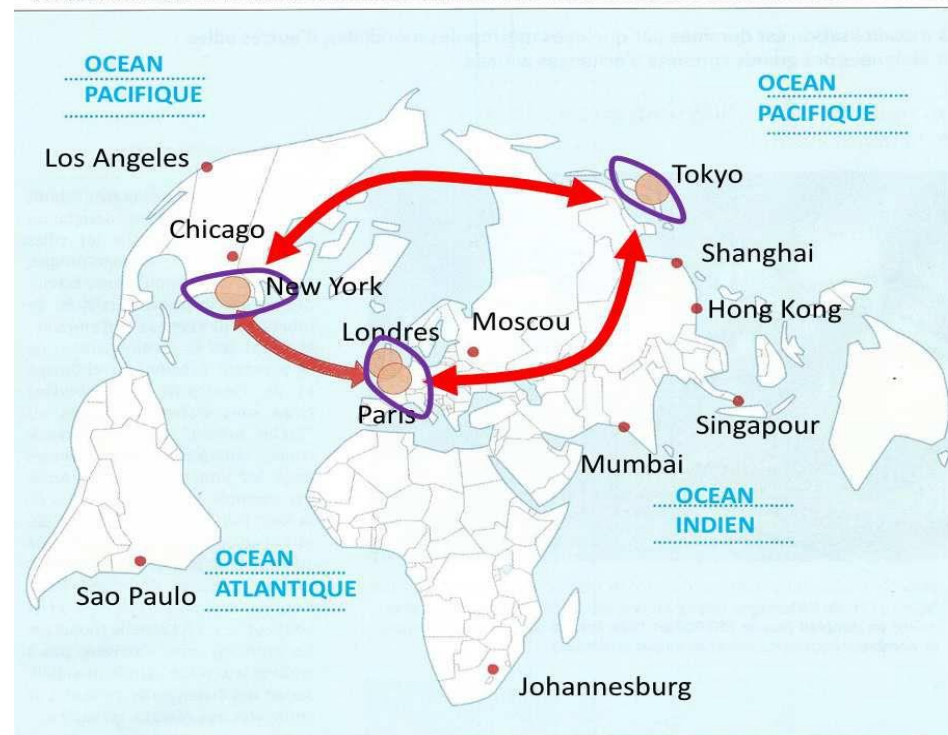 OCEAN
PACIFIQUE
OCEAN
PACIFIQUE
Los Angeles
Tokyo
Chicago
Shanghai
New York
Hong Kong
Londres
Moscou
Paris
Singapour
Mumbai
OCEAN
INDIEN
OCEAN
ATLANTIQUE
Sao Paulo
Johannesburg